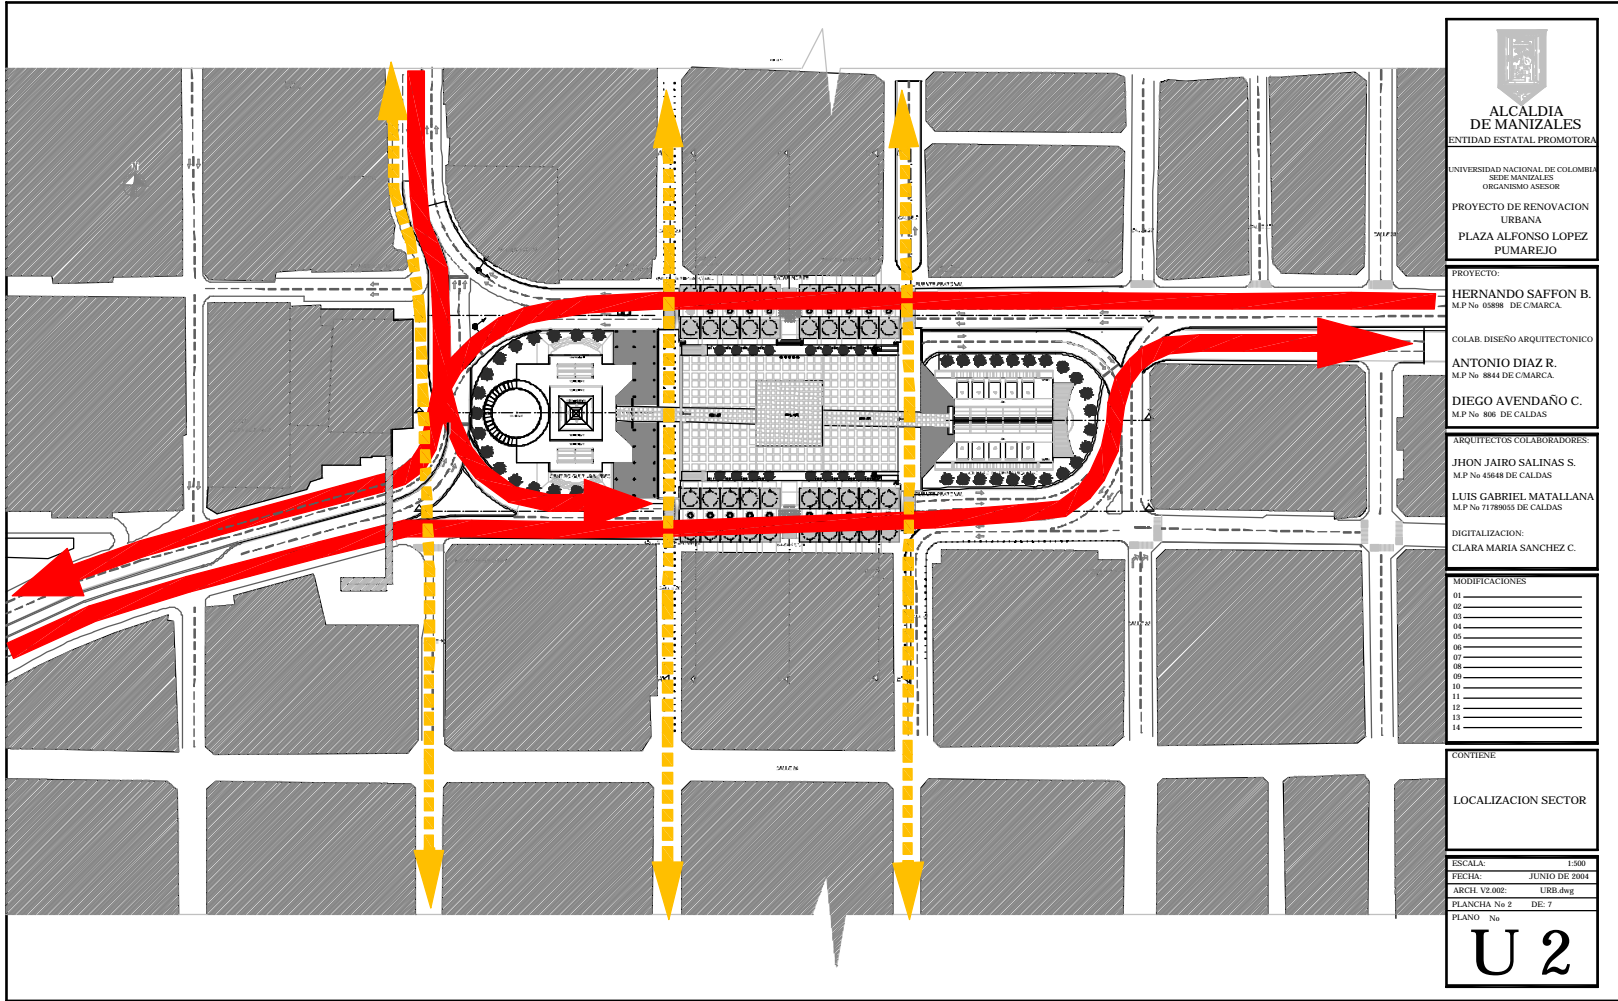 ALCALDIA
DE MANIZALES
ENTIDAD ESTATAL PROMOTORA
UNIVERSIDAD NACIONAL DE COLOMBIA
SEDE MANIZALES
ORGANISMO ASESOR
PROYECTO DE RENOVACION
URBANA
PLAZA ALFONSO LOPEZ
PUMAREJO
PROYECTO:
HERNANDO SAFFON B.
M.P No 05898 DE C/MARCA.
COLAB. DISEÑO ARQUITECTONICO
ANTONIO DIAZ R.
M.P No 8844 DE C/MARCA.
DIEGO AVENDAÑO C.
M.P No 806 DE CALDAS
ARQUITECTOS COLABORADORES:
JHON JAIRO SALINAS S.
M.P No 45648 DE CALDAS
LUIS GABRIEL MATALLANA
M.P No 71789055 DE CALDAS
DIGITALIZACION:
CLARA MARIA SANCHEZ C.
MODIFICACIONES
01
02
03
04
05
06
07
08
09
10
11
12
13
14
CONTIENE
LOCALIZACION SECTOR
ESCALA: 1:500
FECHA: JUNIO DE 2004
ARCH. V2.002: URB.dwg
PLANCHA No 2 DE: 7
PLANO No
U 2